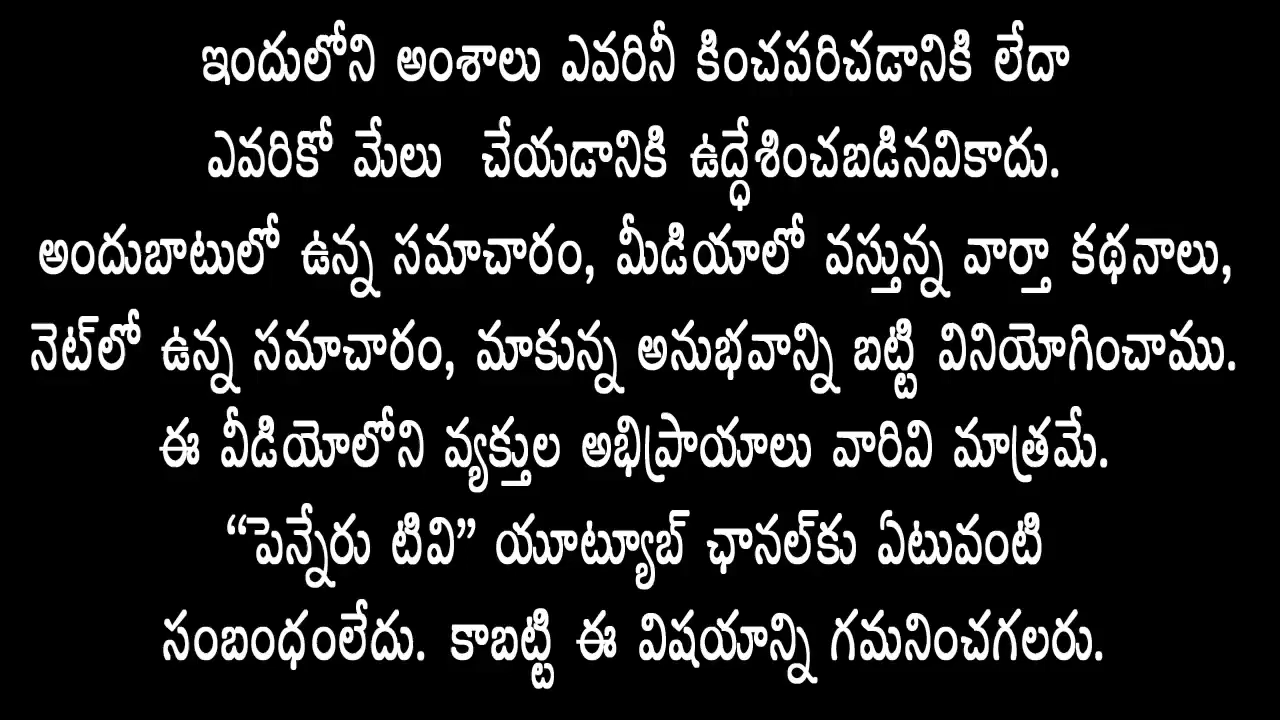 ఇందులోని అంశాలు ఎవరినీ కించపరిచడానికి లేదా
ఎవరికో మేలు చేయడానికి ఉద్ధేశించబడినవికాదు.
అందుబాటులో ఉన్న సమాచారం, మీడియాలో వస్తున్న వార్తా కథనాలు,
నెట్‌లో ఉన్న సమాచారం, మాకున్న అనుభవాన్ని బట్టి వినియోగించాము.
ఈ వీడియోలోని వ్యక్తుల అభిప్రాయాలు వారివి మాత్రమే.
“పెన్నేరు టివి” యూట్యూబ్ ఛానల్‌కు ఏటువంటి
సంబంధంలేదు. కాబట్టి ఈ విషయాన్ని గమనించగలరు.